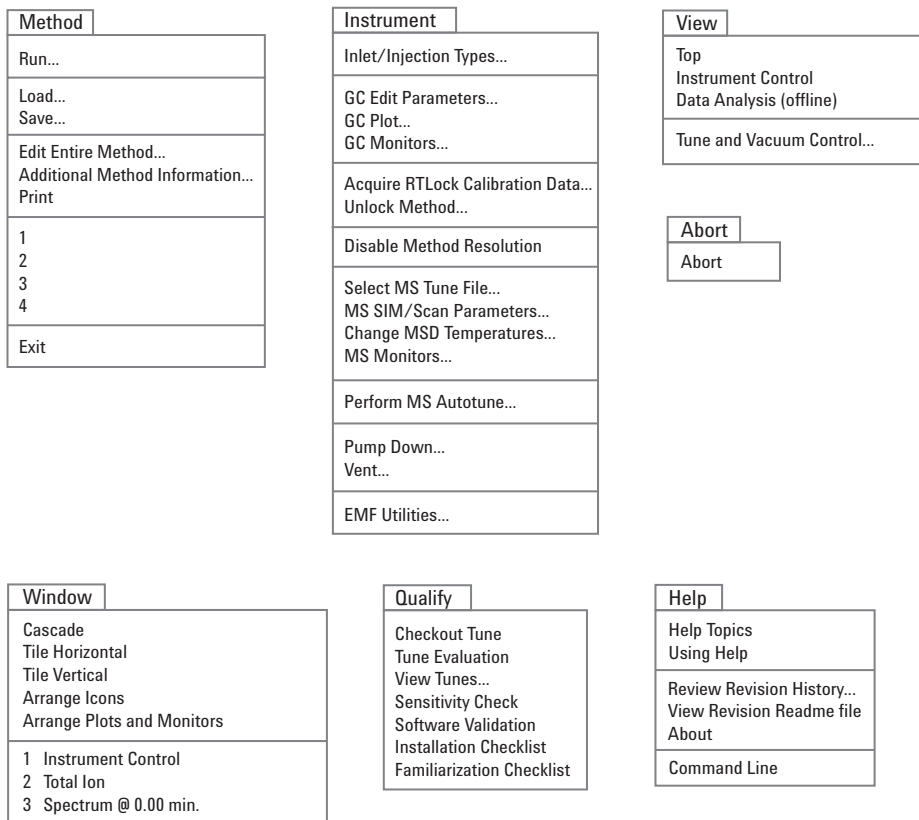 Method
Run...
Load...
Save...
Edit Entire Method...
Additional Method Information...
Print
1
2
3
4
Exit
Instrument
Inlet/Injection Types...
GC Edit Parameters...
GC Plot...
GC Monitors...
Acquire RTLock Calibration Data...
Unlock Method...
Disable Method Resolution
Select MS Tune File...
MS SIM/Scan Parameters...
Change MSD Temperatures...
MS Monitors...
Perform MS Autotune...
Pump Down...
Vent...
EMF Utilities...
View
Top
Instrument Control
Data Analysis (offline)
Tune and Vacuum Control...
Abort
Abort
Window
Cascade
Tile Horizontal
Tile Vertical
Arrange Icons
Arrange Plots and Monitors
1 Instrument Control
2 Total Ion
3 Spectrum @ 0.00 min.
Qualify
Checkout Tune
Tune Evaluation
View Tunes...
Sensitivity Check
Software Validation
Installation Checklist
Familiarization Checklist
Help
Help Topics
Using Help
Review Revision History...
View Revision Readme file
About
Command Line